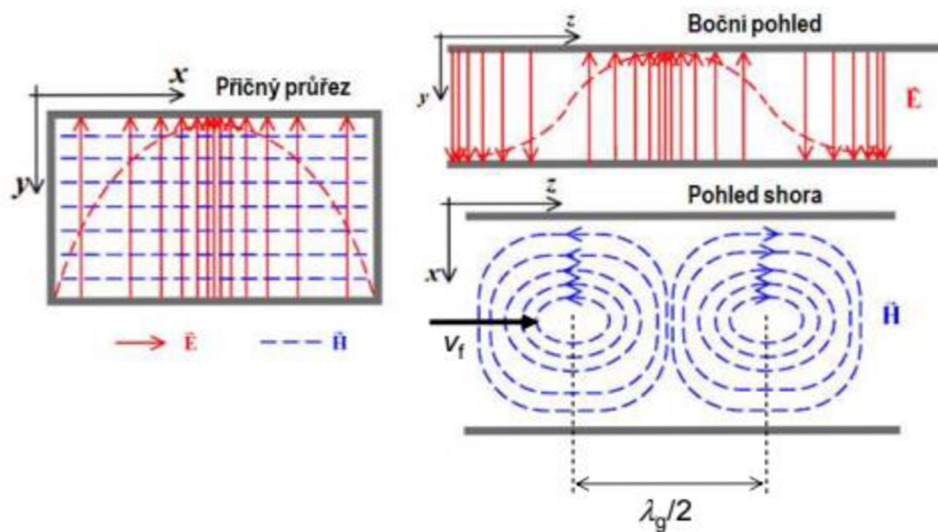 x
Příčný průřez
y
Ê
Ĥ
z
Boční pohled
y
Ê
z
Pohled shora
x
Ĥ
v_f
λ_g/2